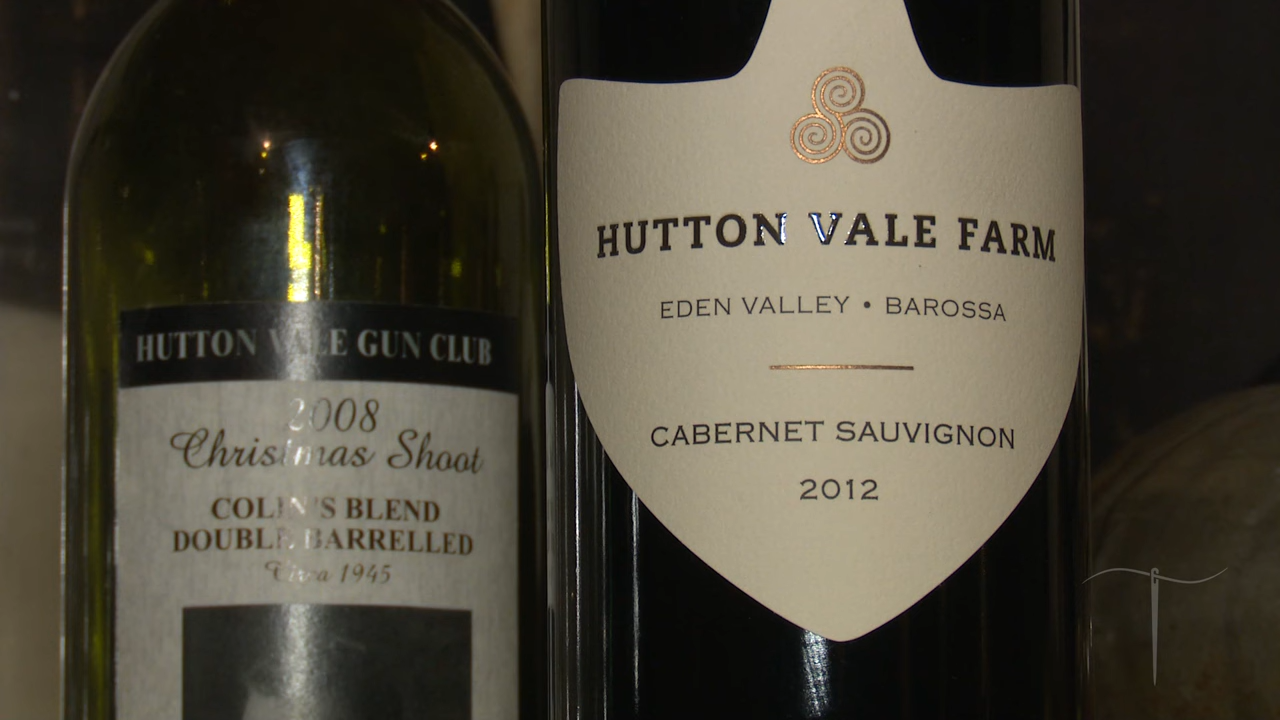 HUTTON VALE GUN CLUB
2008
Christmas Shoot
COLIN'S BLEND
DOUBLE BARRELLED
Circa 1945
HUTTON VALE FARM
EDEN VALLEY • BAROSSA
CABERNET SAUVIGNON
2012